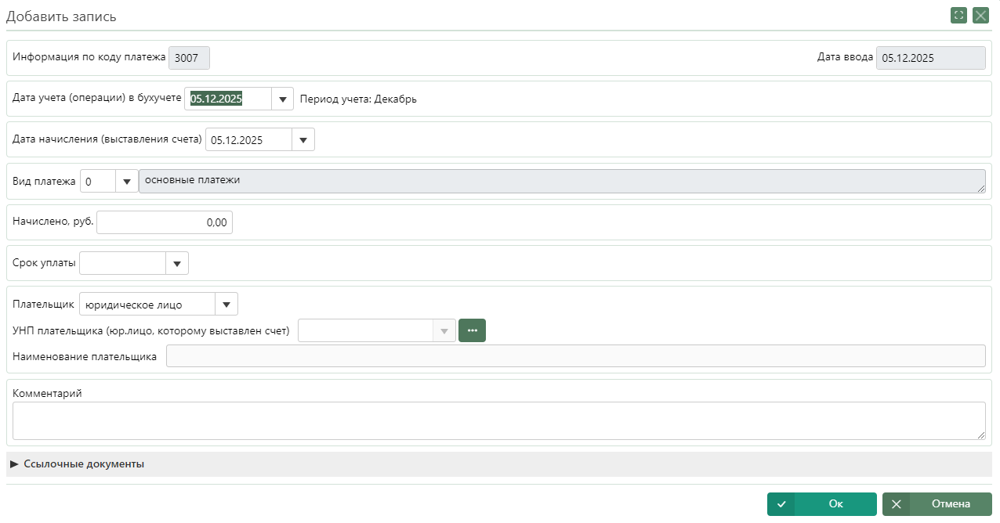 Добавить запись
Информация по коду платежа 3007 Дата ввода 05.12.2025
Дата учета (операции) в бухучете 05.12.2025 Период учета: Декабрь
Дата начисления (выставления счета) 05.12.2025
Вид платежа 0 основные платежи
Начислено, руб. 0,00
Срок уплаты
Плательщик юридическое лицо
УНП плательщика (юр.лицо, которому выставлен счет)
Наименование плательщика
Комментарий
Ссылочные документы
Ок Отмена